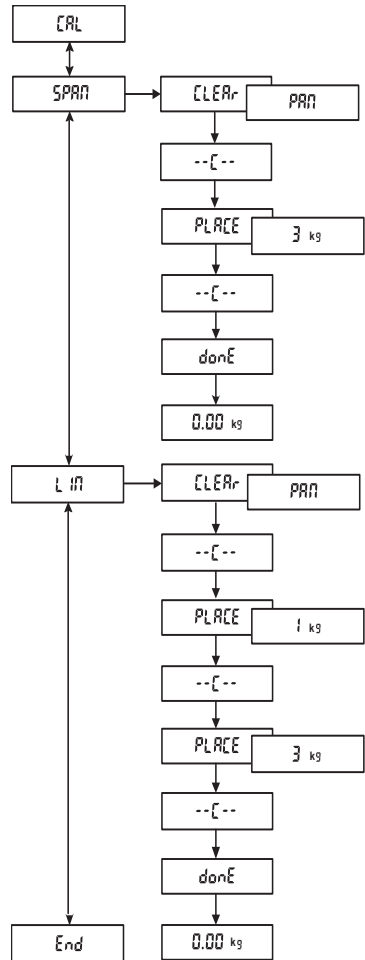 CAL
SPAN
CLEAr
PAN
--C--
PLACE
3 kg
--C--
donE
0.00 kg
LIN
CLEAr
PAN
--C--
PLACE
1 kg
--C--
PLACE
3 kg
--C--
donE
End
0.00 kg